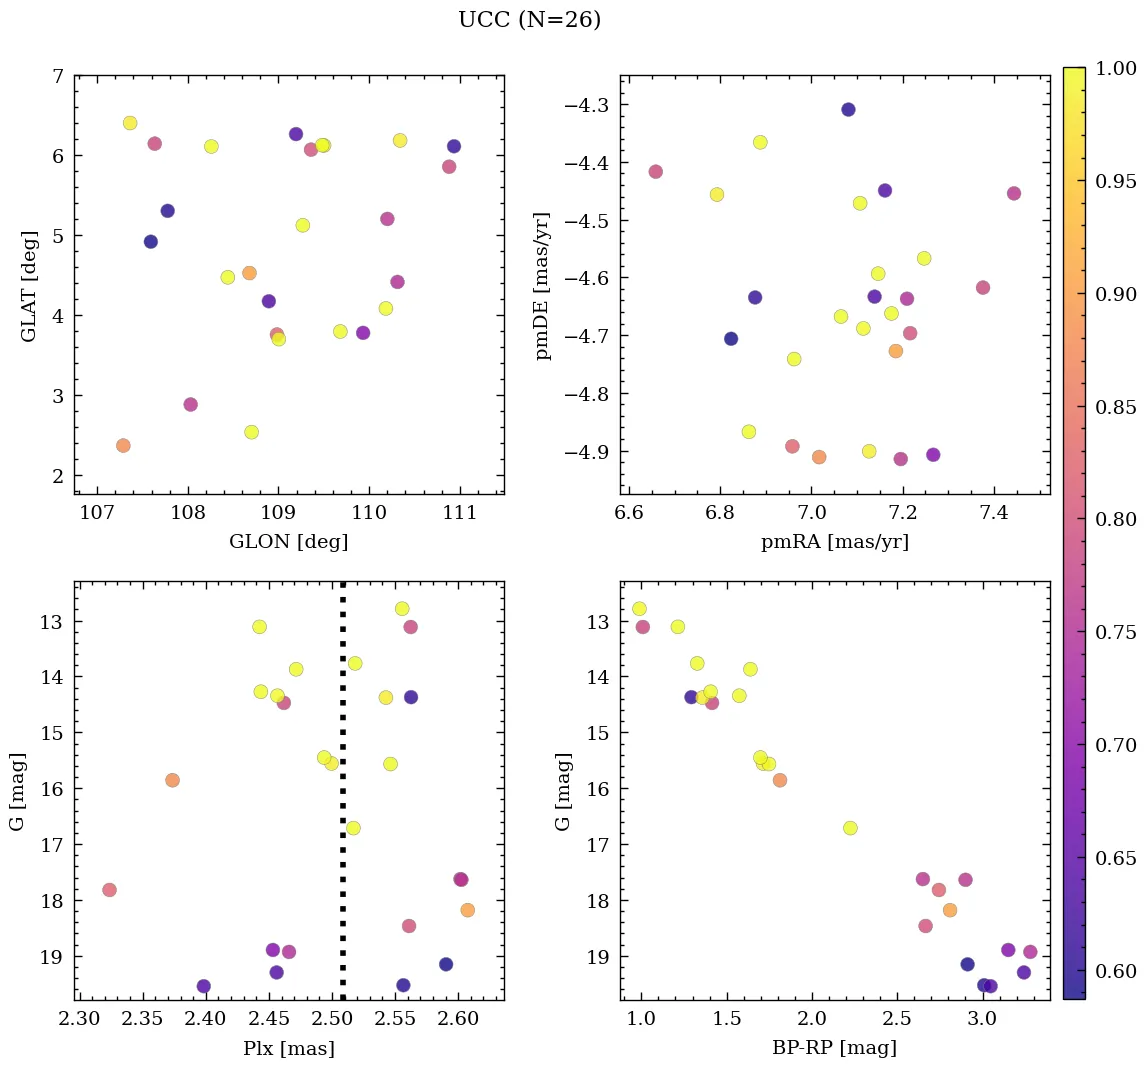 UCC (N=26)
7
6
5
4
3
2
107 108 109 110 111
GLON [deg]
GLAT [deg]
−4.3
−4.4
−4.5
−4.6
−4.7
−4.8
−4.9
6.6 6.8 7.0 7.2 7.4
pmRA [mas/yr]
pmDE [mas/yr]
13
14
15
16
17
18
19
2.30 2.35 2.40 2.45 2.50 2.55 2.60
Plx [mas]
G [mag]
13
14
15
16
17
18
19
1.0 1.5 2.0 2.5 3.0
BP-RP [mag]
G [mag]
1.00
0.95
0.90
0.85
0.80
0.75
0.70
0.65
0.60